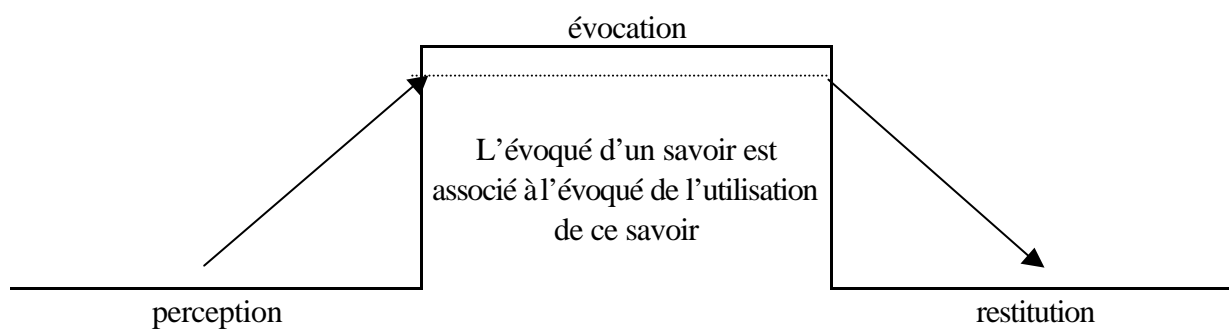 évocation
L’évoqué d’un savoir est
associé à l’évoqué de l’utilisation
de ce savoir
perception
restitution